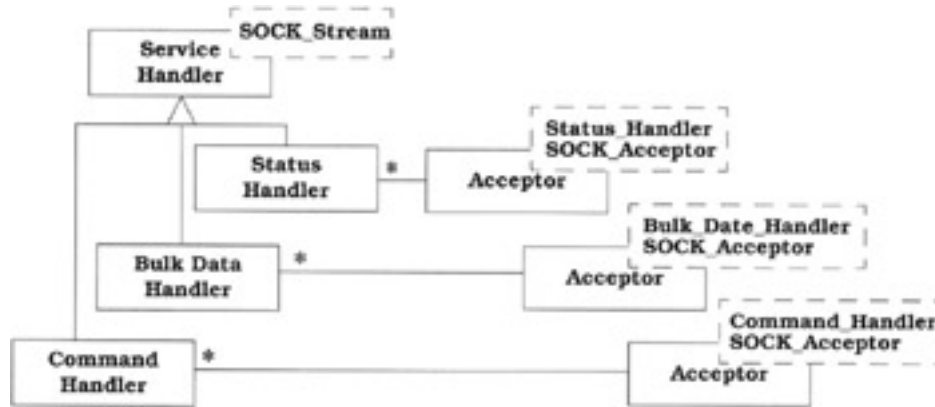 SOCK_Stream
Service
Handler
Status_Handler
SOCK_Acceptor
Status
Handler
*
Acceptor
Bulk_Date_Handler
SOCK_Acceptor
Bulk Data
Handler
*
Acceptor
Command_Handler
SOCK_Acceptor
Command
Handler
*
Acceptor